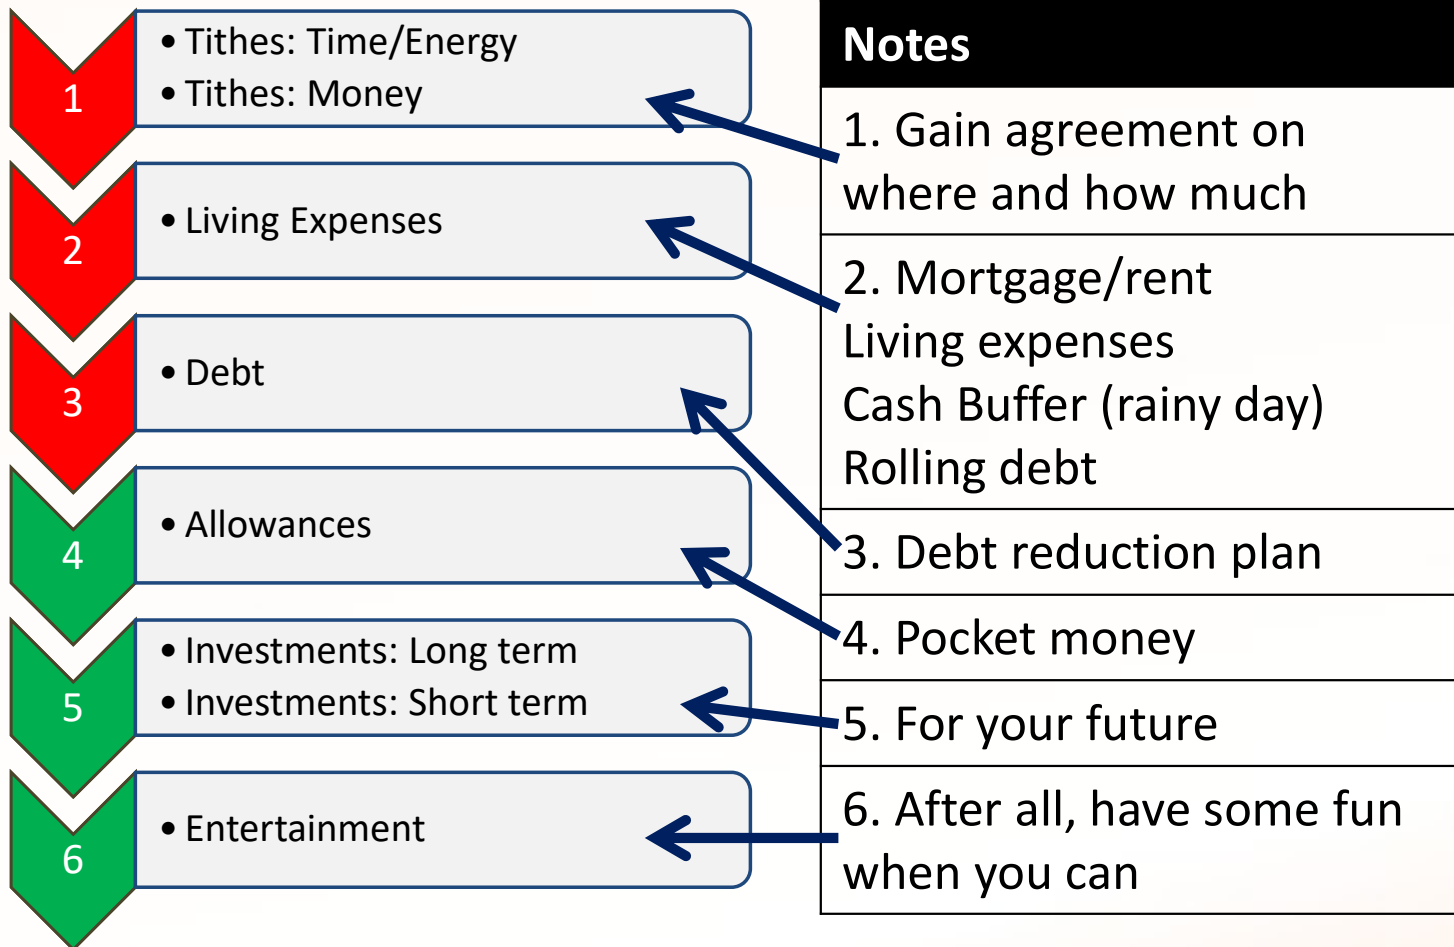 1
• Tithes: Time/Energy
• Tithes: Money
2
• Living Expenses
3
• Debt
4
• Allowances
5
• Investments: Long term
• Investments: Short term
6
• Entertainment
Notes
1. Gain agreement on
where and how much
2. Mortgage/rent
Living expenses
Cash Buffer (rainy day)
Rolling debt
3. Debt reduction plan
4. Pocket money
5. For your future
6. After all, have some fun
when you can